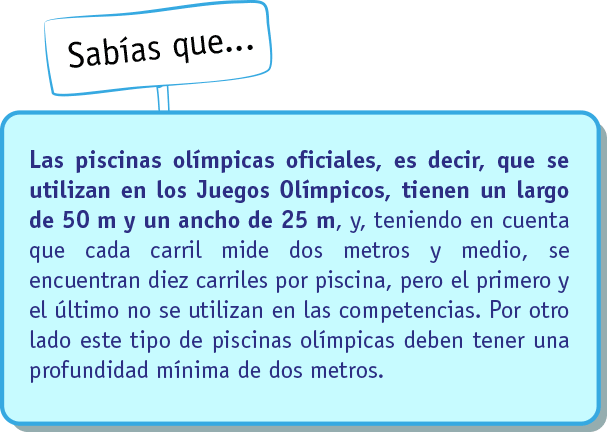 Sabías que...
Las piscinas olímpicas oficiales, es decir, que se
utilizan en los Juegos Olímpicos, tienen un largo
de 50 m y un ancho de 25 m, y, teniendo en cuenta
que cada carril mide dos metros y medio, se
encuentran diez carriles por piscina, pero el primero y
el último no se utilizan en las competencias. Por otro
lado este tipo de piscinas olímpicas deben tener una
profundidad mínima de dos metros.